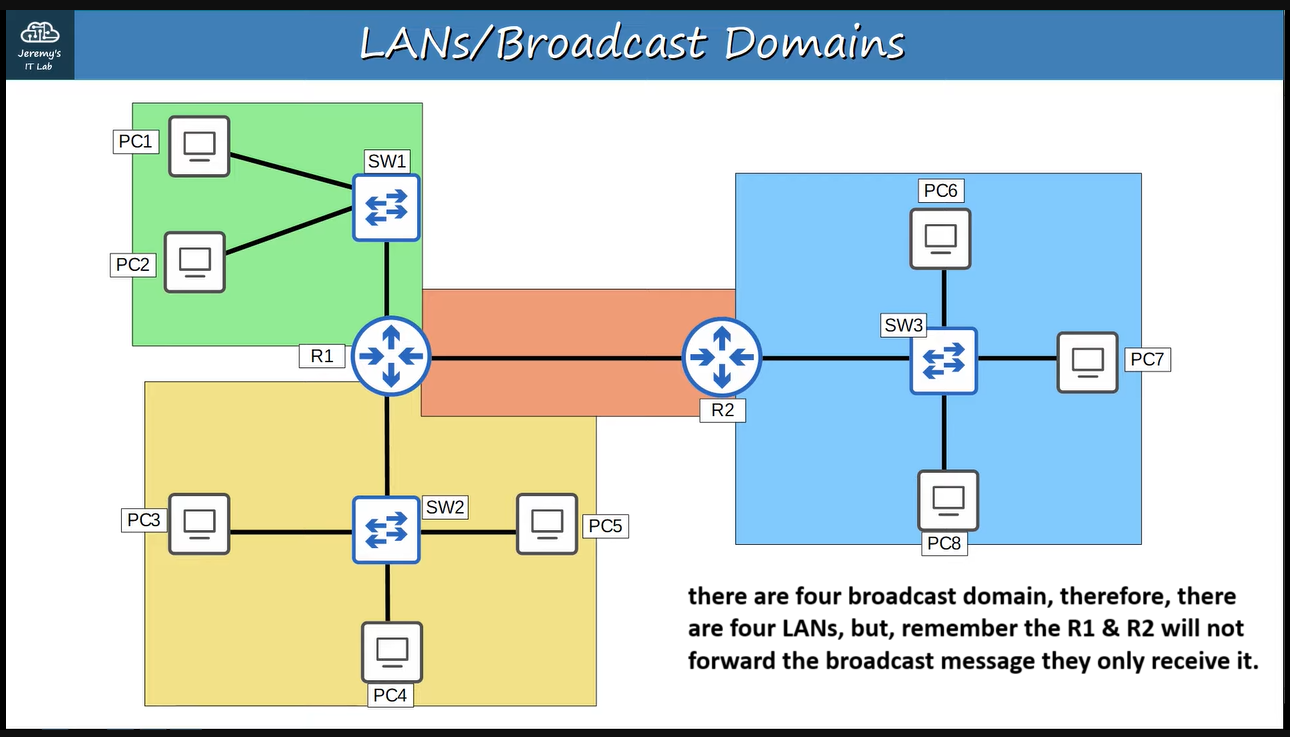 Jeremy's
IT Lab
LANs/Broadcast Domains
PC1
SW1
PC2
R1
R2
PC6
SW3
PC7
PC8
PC3
SW2
PC5
PC4
there are four broadcast domain, therefore, there
are four LANs, but, remember the R1 & R2 will not
forward the broadcast message they only receive it.